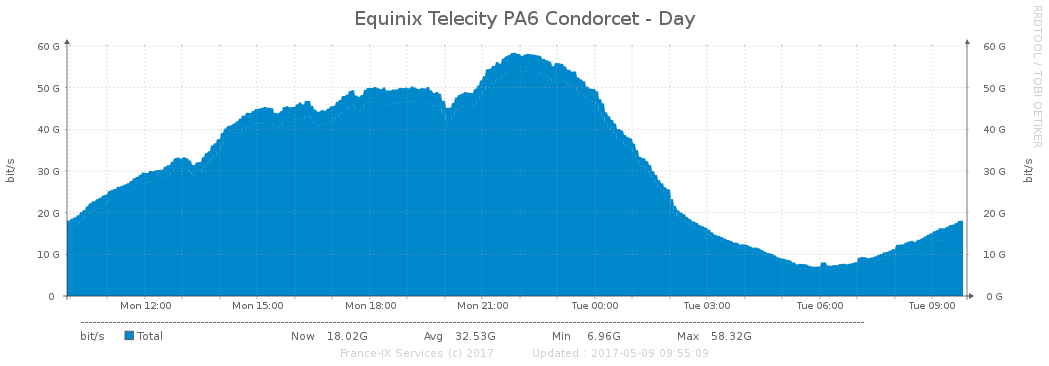 Equinix Telecity PA6 Condorcet - Day
RRDTOOL / TOBI OETIKER
60 G 60 G
50 G 50 G
40 G 40 G
30 G 30 G
20 G 20 G
10 G 10 G
0 0 G
bit/s
bit/s
Mon 12:00 Mon 15:00 Mon 18:00 Mon 21:00 Tue 00:00 Tue 03:00 Tue 06:00 Tue 09:00
bit/s Total Now 18.02G Avg 32.53G Min 6.96G Max 58.32G
France-IX Services (c) 2017 Updated : 2017-05-09 09:55:09